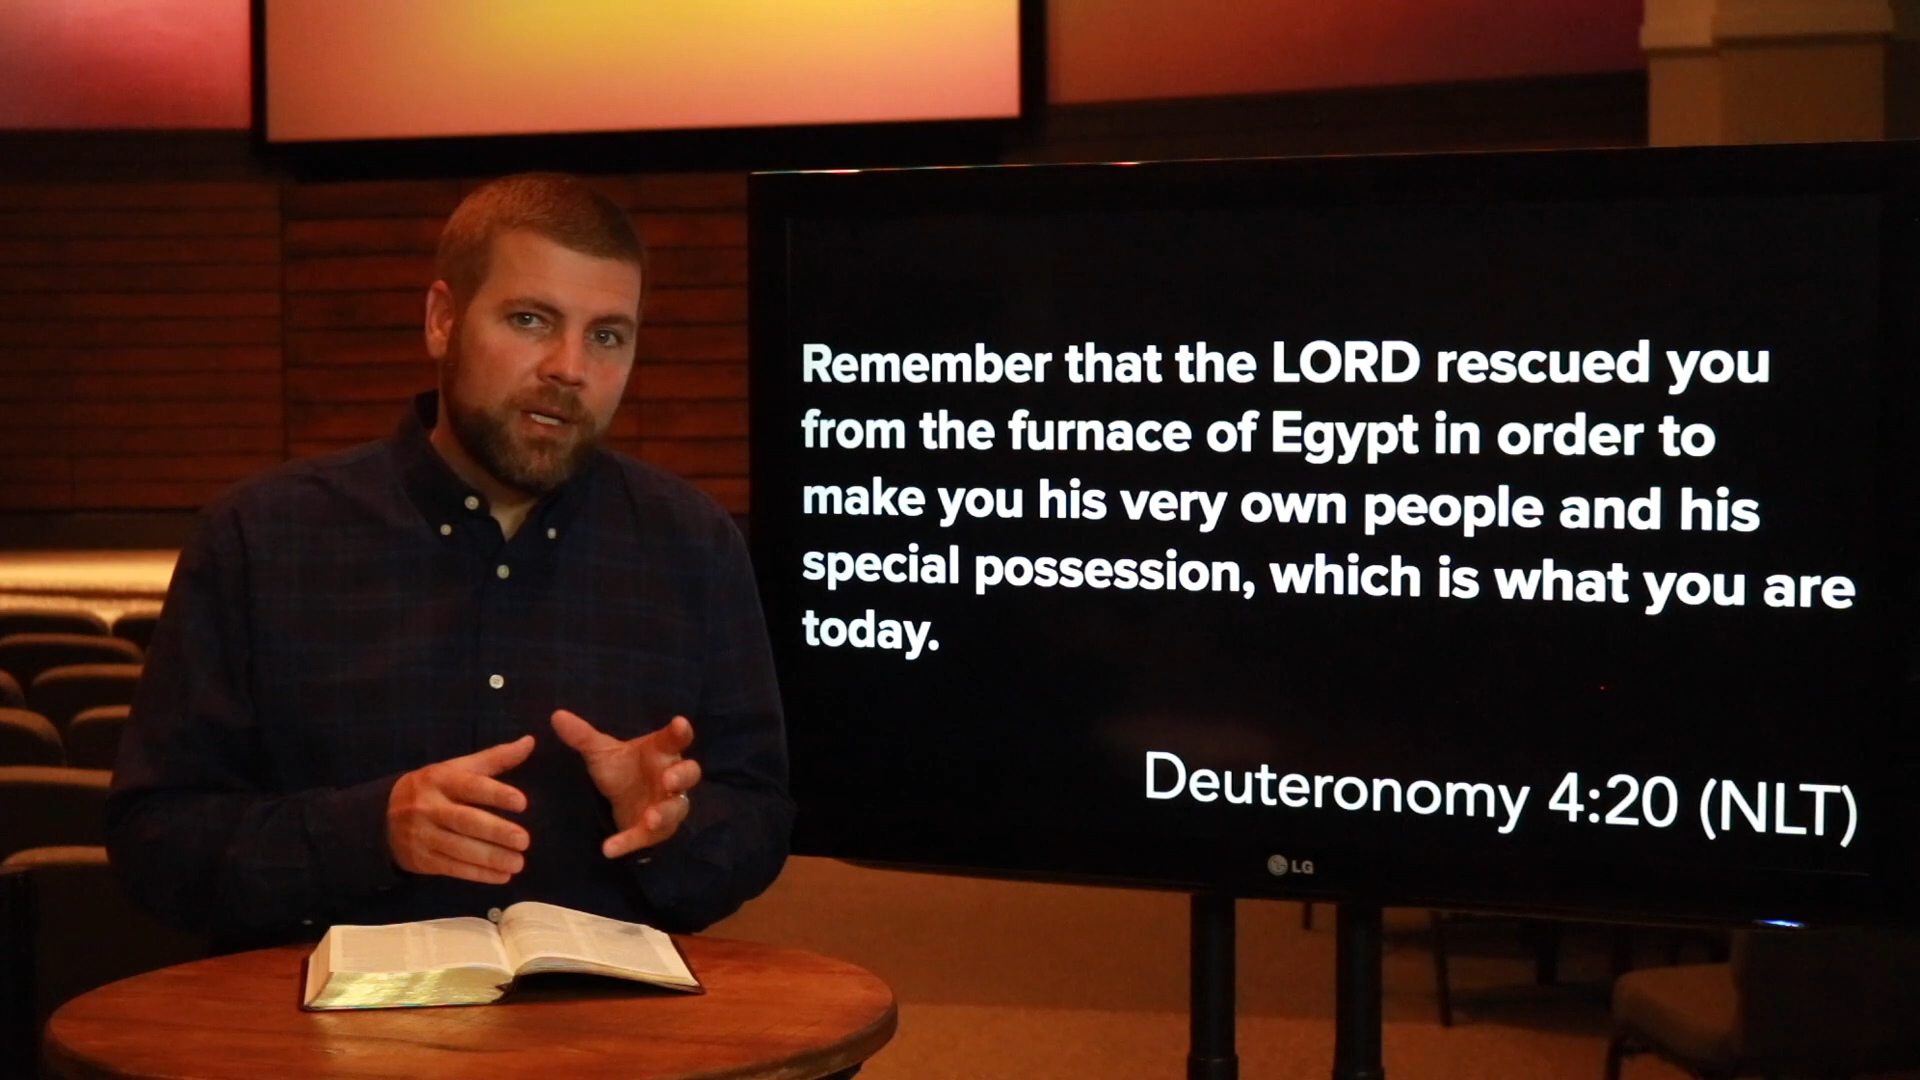 Remember that the LORD rescued you
from the furnace of Egypt in order to
make you his very own people and his
special possession, which is what you are
today.
Deuteronomy 4:20 (NLT)
LG